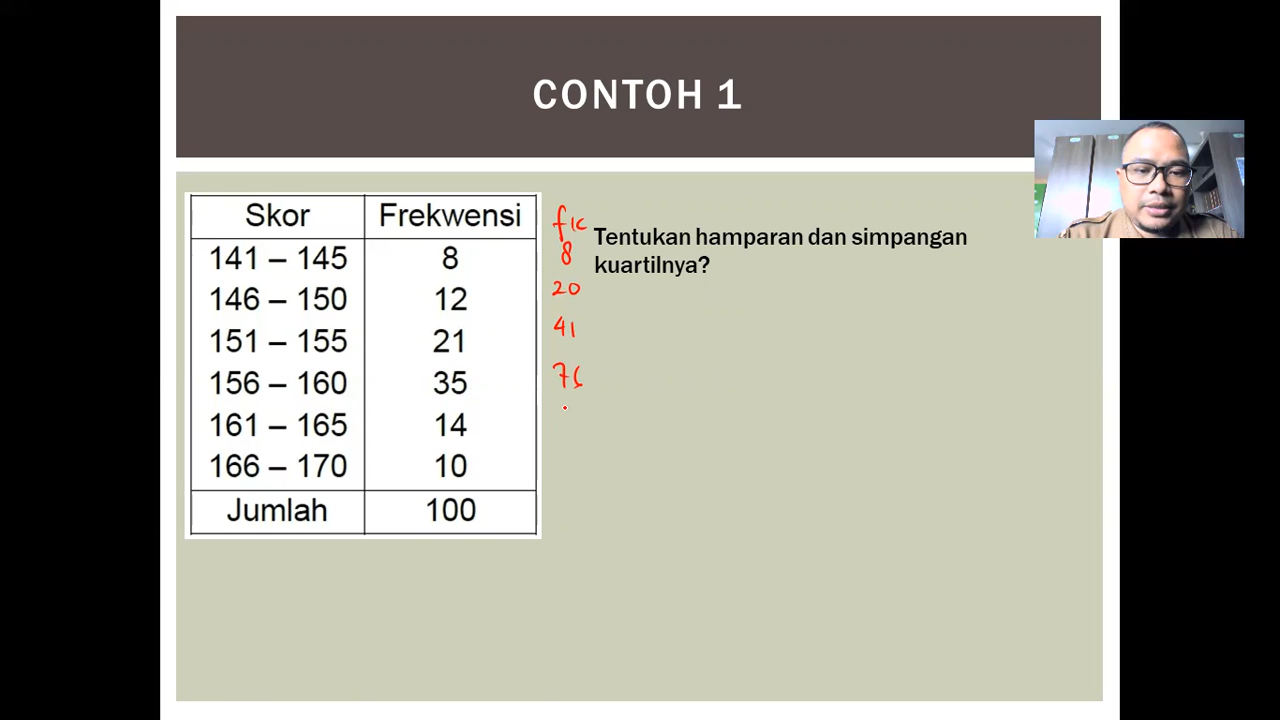 CONTOH 1
Skor Frekwensi
141 – 145 8
146 – 150 12
151 – 155 21
156 – 160 35
161 – 165 14
166 – 170 10
Jumlah 100
fk
8
20
41
76
Tentukan hamparan dan simpangan
kuartilnya?